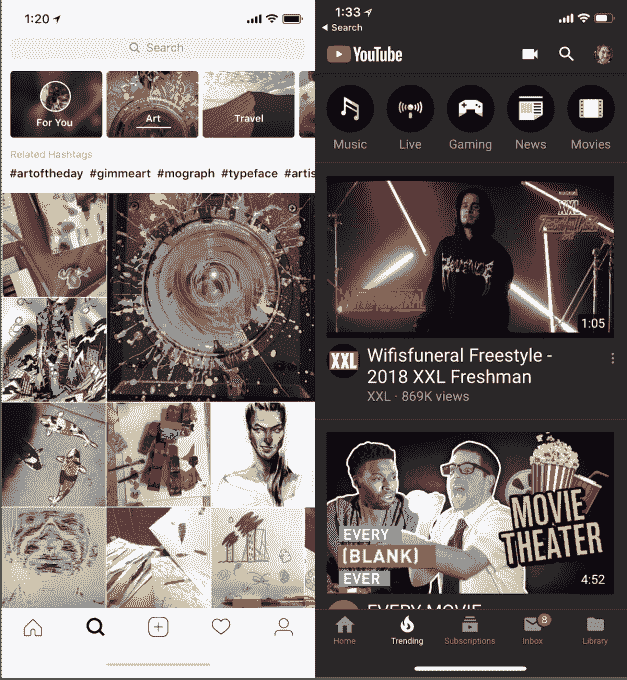 1:20
Search
For You
Art
Travel
Related Hashtags
#artoftheday #gimmeart #mograph #typeface #artis
1:33
Search
YouTube
Music
Live
Gaming
News
Movies
XXL
1:05
XXL
Wifisfuneral Freestyle -
2018 XXL Freshman
XXL · 869K views
EVERY
(BLANK)
EVER
MOVIE
THEATER
4:52
EVERY MOVIE
Home
Trending
Subscriptions
8
Inbox
Library